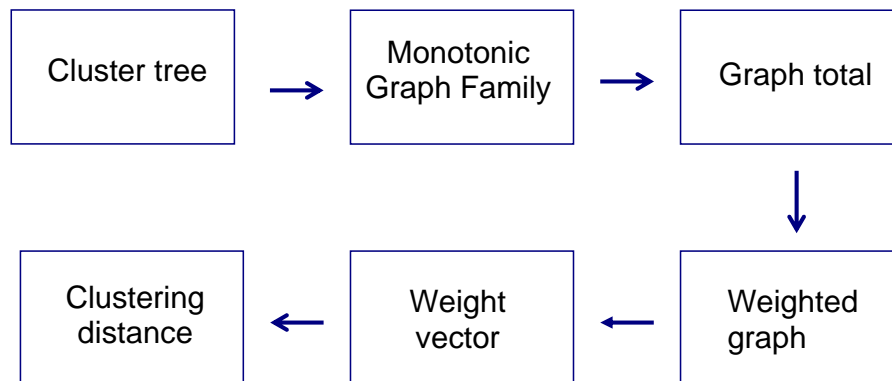 Cluster tree
Monotonic
Graph Family
Graph total
Clustering
distance
Weight
vector
Weighted
graph